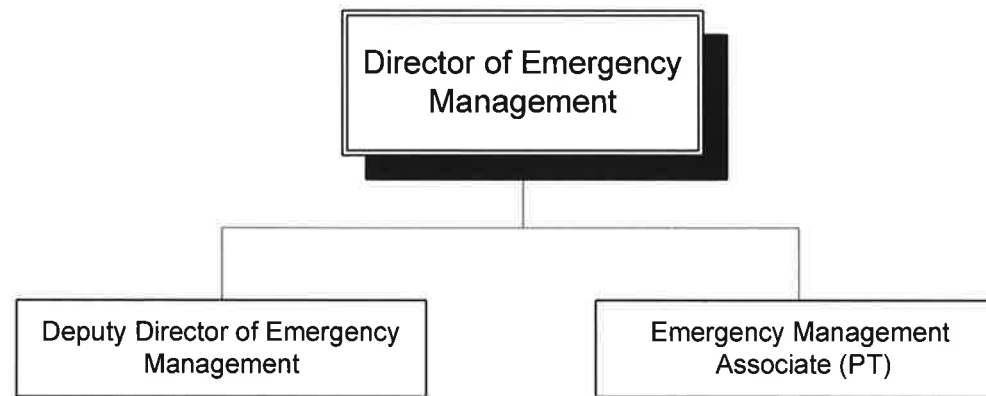 Director of Emergency
Management
Deputy Director of Emergency
Management
Emergency Management
Associate (PT)